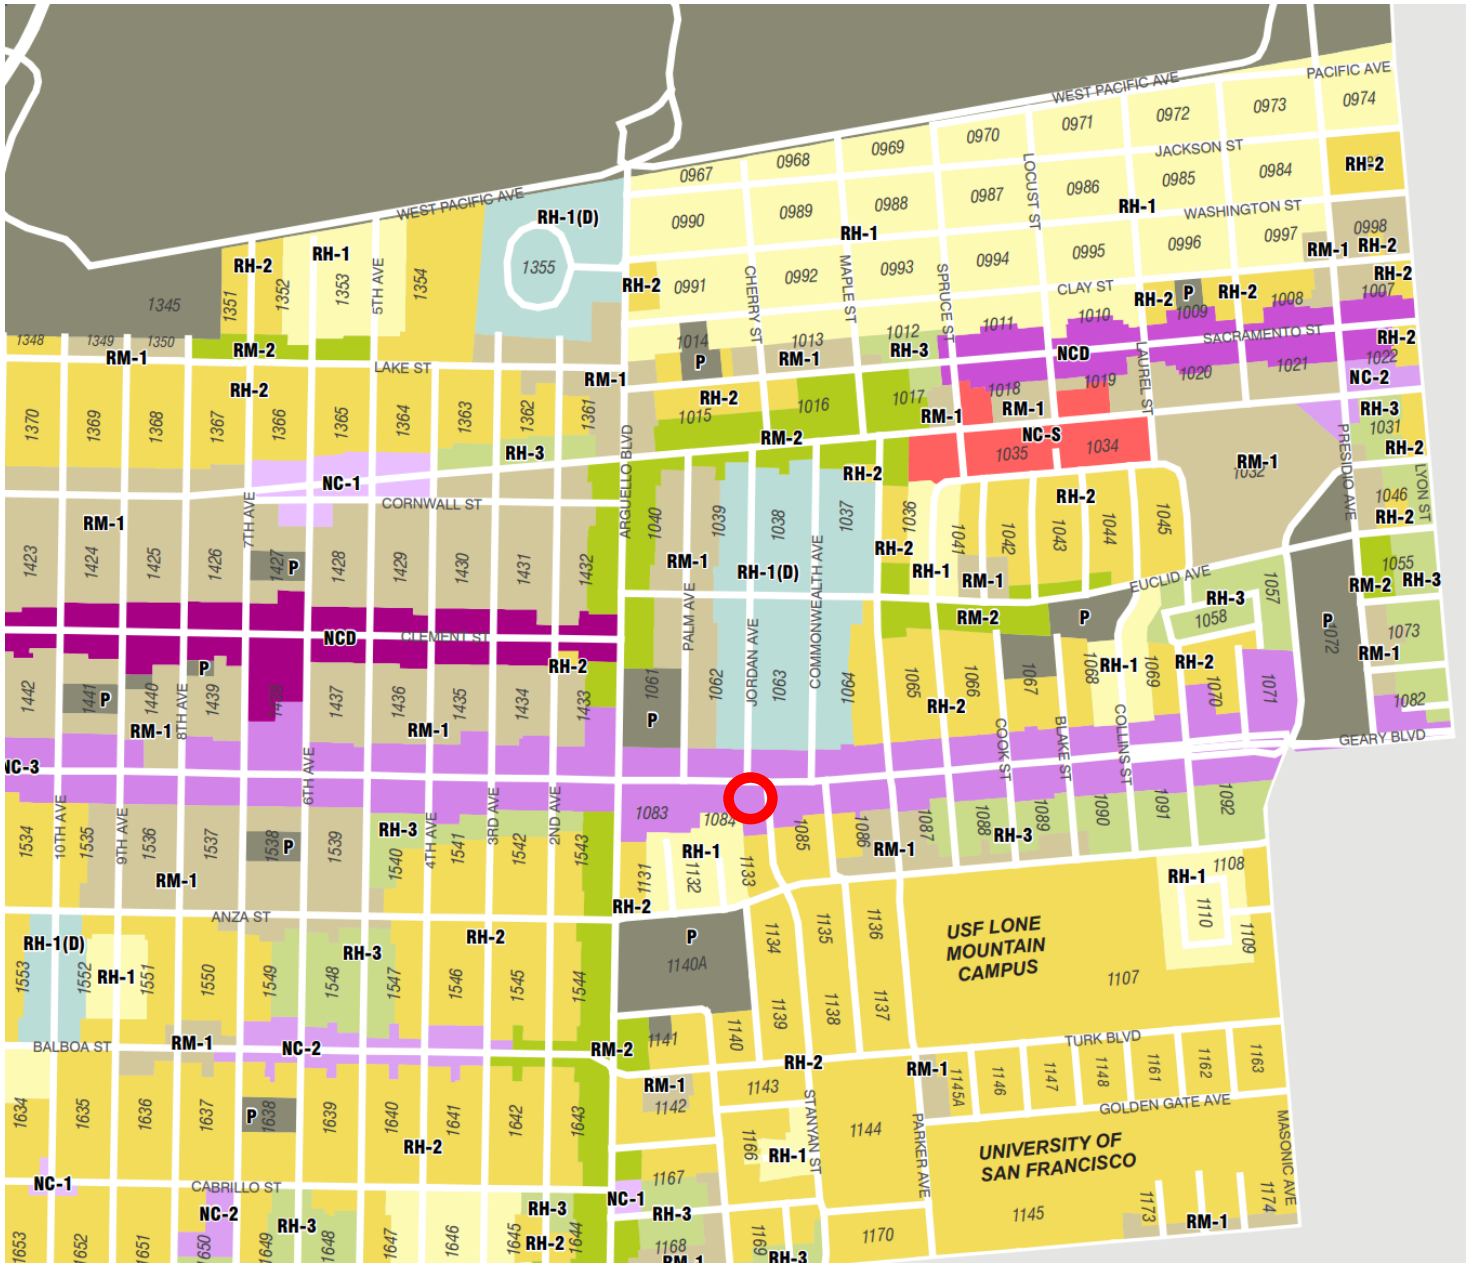 PACIFIC AVE
WEST PACIFIC AVE
0974
0973
0972
0971
0970
0969
0968
0967
JACKSON ST
LOCUST ST
RH-2
0984
0985
0986
0987
0988
0989
0990
RH-1
WASHINGTON ST
WEST PACIFIC AVE
RH-1(D)
1355
RH-1
0998
RM-1
RH-2
0997
0996
0995
0994
0993
0992
0991
RH-2
CHERRY ST
MAPLE ST
SPRUCE ST
RH-2
RH-1
1345
1351
1352
1353
5TH AVE
1354
CLAY ST
RH-2
P
RH-2
RH-2
1007
1008
1009
1010
1011
1012
1013
1014
P
RM-1
RH-3
NCD
SACRAMENTO ST
RH-2
1022
NC-2
1021
1020
1019
1018
LAUREL ST
1348
1349
1350
RM-1
RM-2
LAKE ST
RM-1
RH-2
RH-2
1015
1016
1017
RM-1
RM-1
RM-2
NC-S
1035
1034
RH-3
1031
RH-2
1370
1369
1368
1367
1366
1365
1364
1363
1362
1361
RH-3
ARGUELLO BLVD
RH-2
RM-1
1032
PRESIDIO AVE
LYON ST
NC-1
CORNWALL ST
7TH AVE
RM-1
1423
1424
1425
1426
1427
P
1428
1429
1430
1431
1432
1040
1039
1038
1037
1036
RM-1
RH-1(D)
COMMONWEALTH AVE
RH-2
RH-1
1041
1042
RM-1
RH-2
1043
1044
1045
1046
RH-2
EUCLID AVE
1055
RM-2
RH-3
1057
RH-3
1058
NCD
CLEMENT ST
PALM AVE
JORDAN AVE
RM-2
P
P
1072
1073
RM-1
1442
1441
P
1440
P
1439
8TH AVE
RM-1
1438
1437
1436
RM-1
1435
1434
1433
RH-2
1061
P
1062
1063
1064
1065
RH-2
1066
1067
1068
RH-1
1069
RH-2
1070
1071
1082
COOK ST
BLAKE ST
COLLINS ST
GEARY BLVD
NC-3
6TH AVE
1534
10TH AVE
1535
9TH AVE
1536
1537
RM-1
1538
P
1539
RH-3
1540
4TH AVE
1541
3RD AVE
1542
2ND AVE
1543
1083
1084
1085
1086
RM-1
1087
1088
RH-3
1089
1090
1091
1092
RH-1
1131
1132
1133
RH-2
ANZA ST
RH-1
1108
1110
1109
RH-1(D)
1553
1552
RH-1
1551
1550
1549
1548
RH-3
1547
RH-2
1546
1545
1544
P
1140A
1134
1135
1136
USF LONE
MOUNTAIN
CAMPUS
1107
1139
1138
1137
BALBOA ST
RM-1
NC-2
RM-2
1141
1140
RH-2
TURK BLVD
RM-1
1142
1143
RM-1
1145A
1146
1147
1148
1161
1162
1163
GOLDEN GATE AVE
1634
1635
1636
1637
P
1638
1639
1640
RH-2
1641
1642
1643
1166
RH-1
STANYAN ST
1144
PARKER AVE
UNIVERSITY OF
SAN FRANCISCO
MASONIC AVE
NC-1
CABRILLO ST
NC-2
RH-3
RH-3
RH-2
NC-1
1167
RH-3
1168
RM-1
1169
RH-3
1170
1145
1173
RM-1
1174
1653
1652
1651
1650
1649
1648
1647
1646
1645
1644